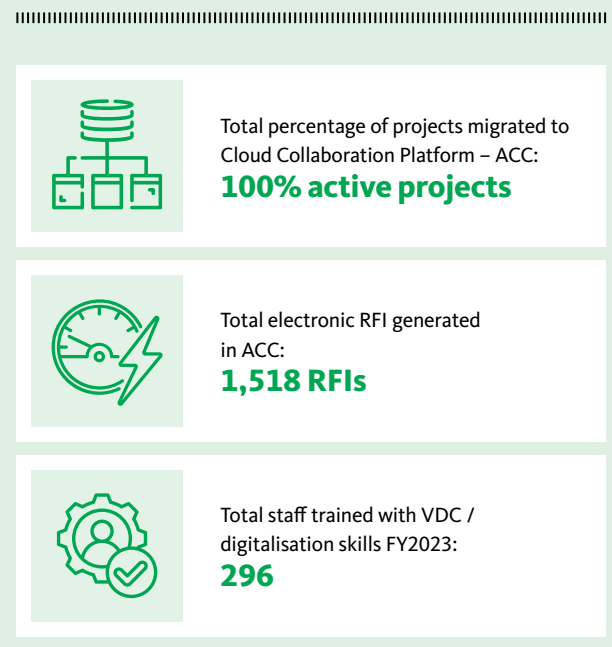 Total percentage of projects migrated to
Cloud Collaboration Platform – ACC:
100% active projects
Total electronic RFI generated
in ACC:
1,518 RFIs
Total staff trained with VDC /
digitalisation skills FY2023:
296